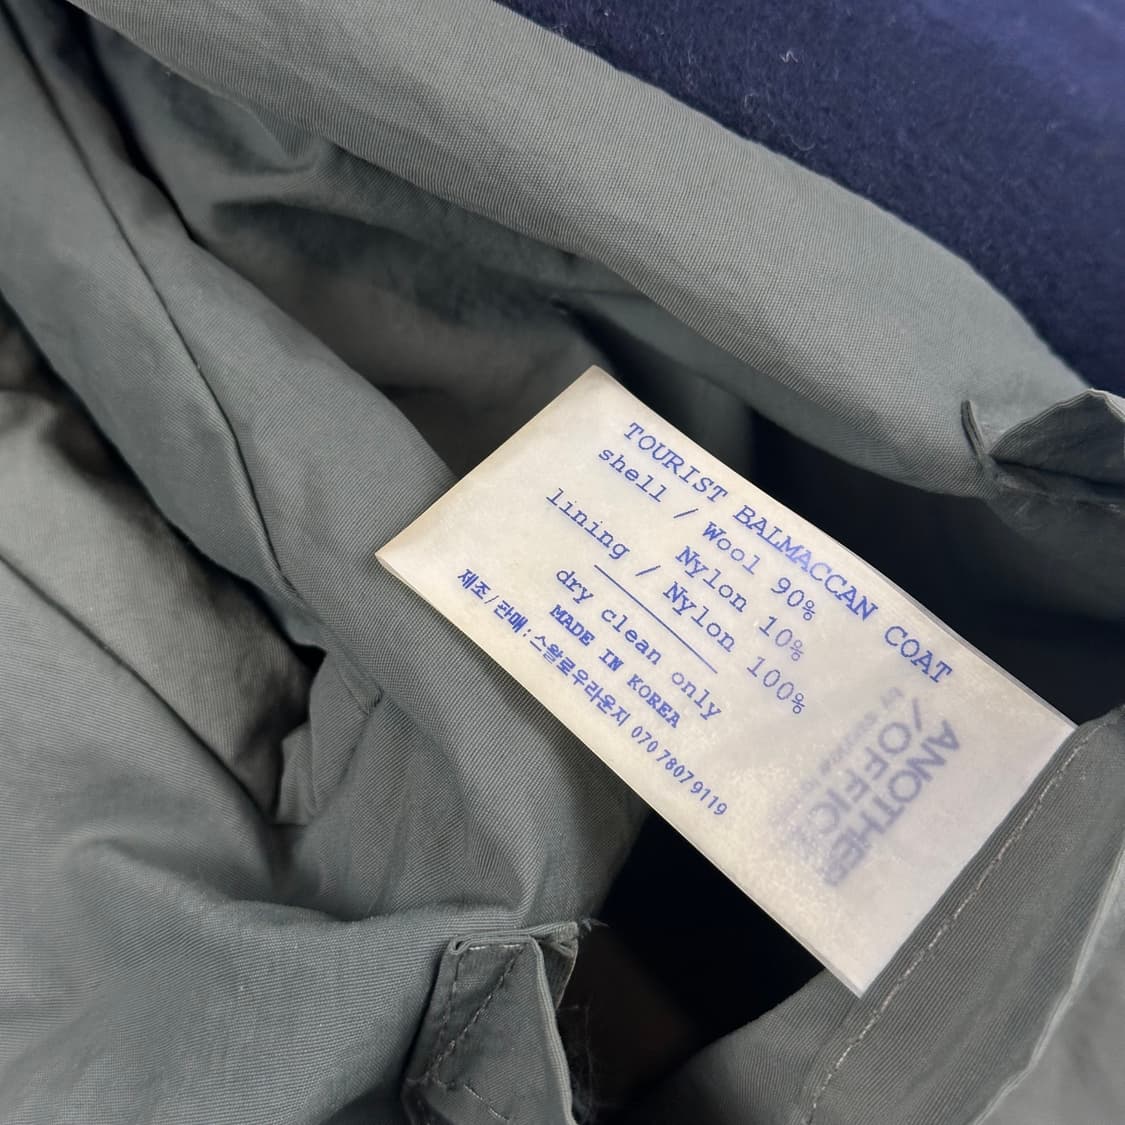 TOURIST BALMACCAN COAT
shell / Wool 90%
Nylon 10%
lining / Nylon 100%
dry clean only
MADE IN KOREA
제조/판매:스왈로우라운지 070 7807 9119
ANOTHER
/OFFICE